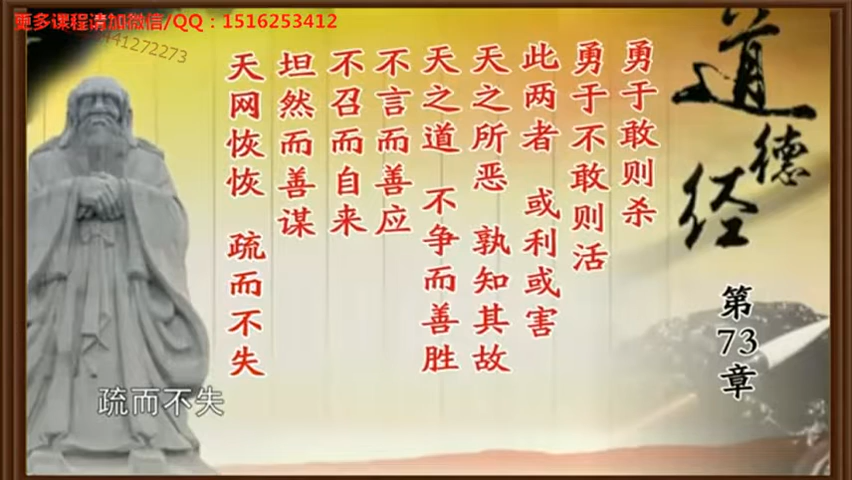 更多课程请加微信/QQ：1516253412
441272273
道德经
第73章
勇于敢则杀
勇于不敢则活
此两者 或利或害
天之所恶 孰知其故
天之道 不争而善胜
不言而善应
不召而自来
坦然而善谋
天网恢恢 疏而不失
疏而不失